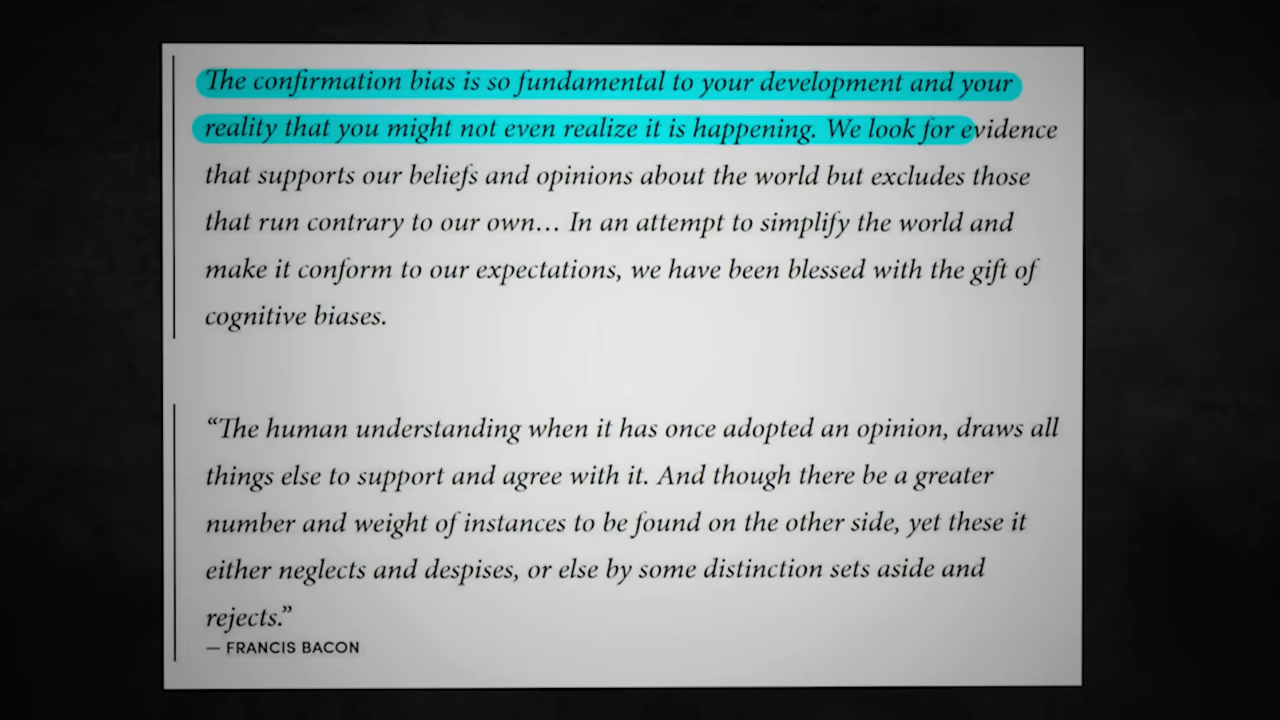 The confirmation bias is so fundamental to your development and your
reality that you might not even realize it is happening. We look for evidence
that supports our beliefs and opinions about the world but excludes those
that run contrary to our own… In an attempt to simplify the world and
make it conform to our expectations, we have been blessed with the gift of
cognitive biases.
“The human understanding when it has once adopted an opinion, draws all
things else to support and agree with it. And though there be a greater
number and weight of instances to be found on the other side, yet these it
either neglects and despises, or else by some distinction sets aside and
rejects.”
— FRANCIS BACON